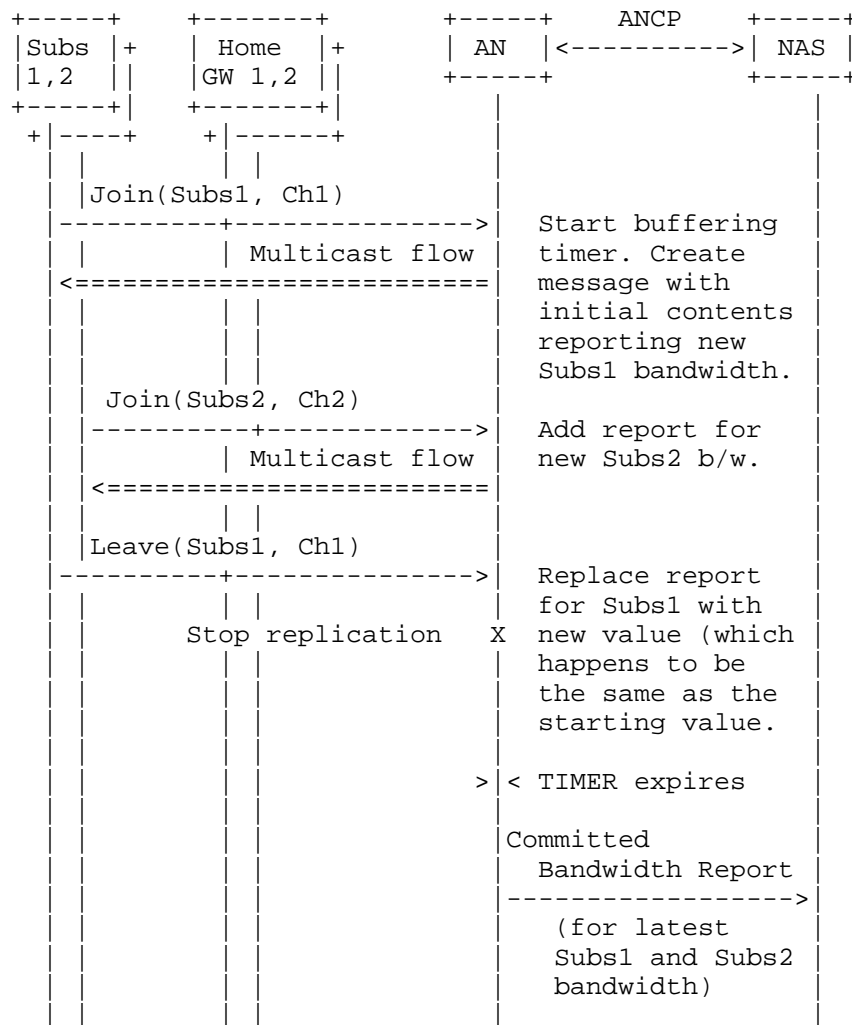 +-----+    +-------+       +-----+    ANCP    +-----+
|Subs |+   | Home  |+      | AN  |<---------->| NAS |
|1,2  ||   |GW 1,2 ||      +-----+            +-----+
+-----+|   +-------+|         |                   |
 +|----+    +|------+         |                   |
  | |        | |              |                   |
  | |Join(Subs1, Ch1)         |                   |
  |----------+--------------->|  Start buffering  |
  | |        | Multicast flow |  timer. Create    |
  |<==========================|  message with     |
  | |        | |              |  initial contents |
  | |        | |              |  reporting new    |
  | |        | |              |  Subs1 bandwidth. |
  | | Join(Subs2, Ch2)        |                   |
  | |----------+------------->|  Add report for   |
  | |        | Multicast flow |  new Subs2 b/w.   |
  | |<========================|                   |
  | |        | |              |                   |
  | |Leave(Subs1, Ch1)        |                   |
  |----------+--------------->|  Replace report   |
  | |        | |              |  for Subs1 with   |
  | |      Stop replication   X  new value (which |
  | |        | |              |  happens to be    |
  | |        | |              |  the same as the  |
  | |        | |              |  starting value.  |
  | |        | |              |                   |
  | |        | |             >|< TIMER expires    |
  | |        | |              |                   |
  | |        | |              |Committed          |
  | |        | |              |  Bandwidth Report |
  | |        | |              |------------------>|
  | |        | |              |   (for latest     |
  | |        | |              |   Subs1 and Subs2 |
  | |        | |              |   bandwidth)      |
  | |        | |              |                   |